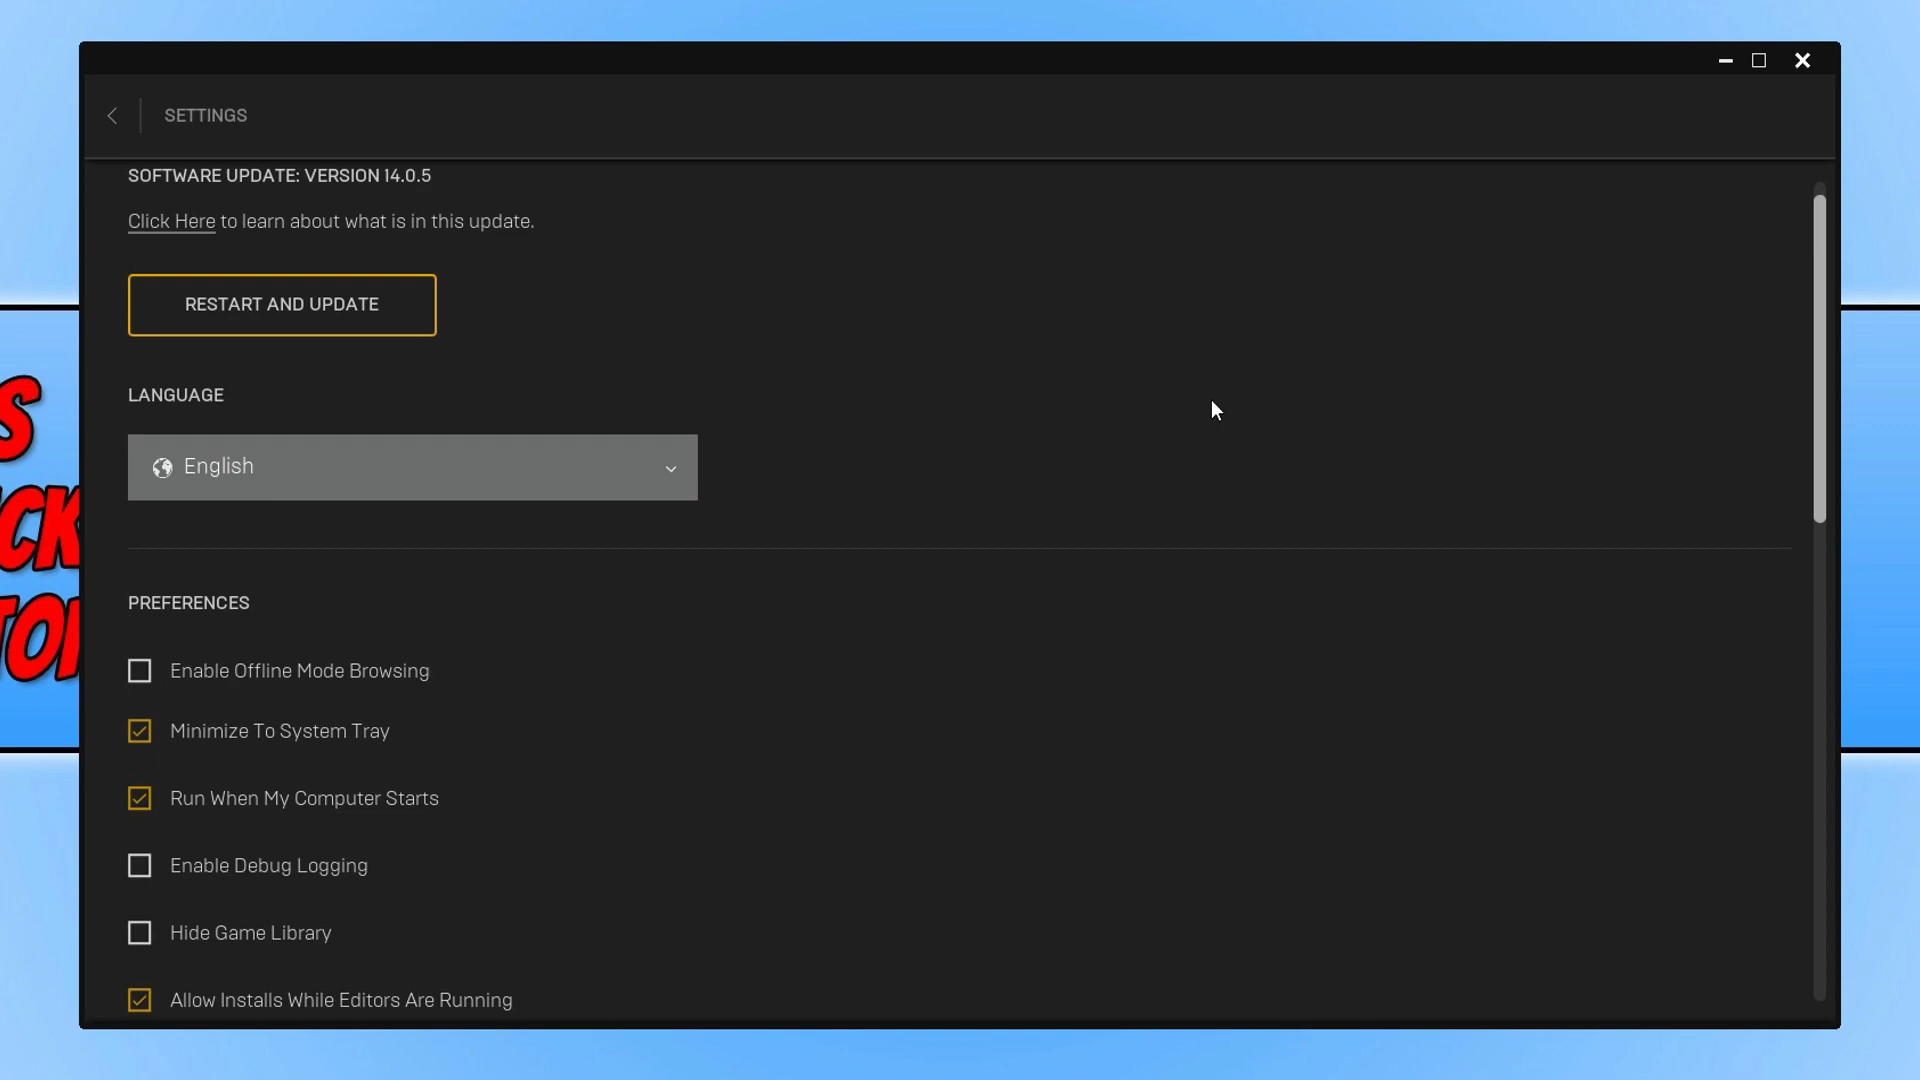 SETTINGS
SOFTWARE UPDATE: VERSION 14.0.5
Click Here to learn about what is in this update.
RESTART AND UPDATE
LANGUAGE
English
PREFERENCES
Enable Offline Mode Browsing
Minimize To System Tray
Run When My Computer Starts
Enable Debug Logging
Hide Game Library
Allow Installs While Editors Are Running